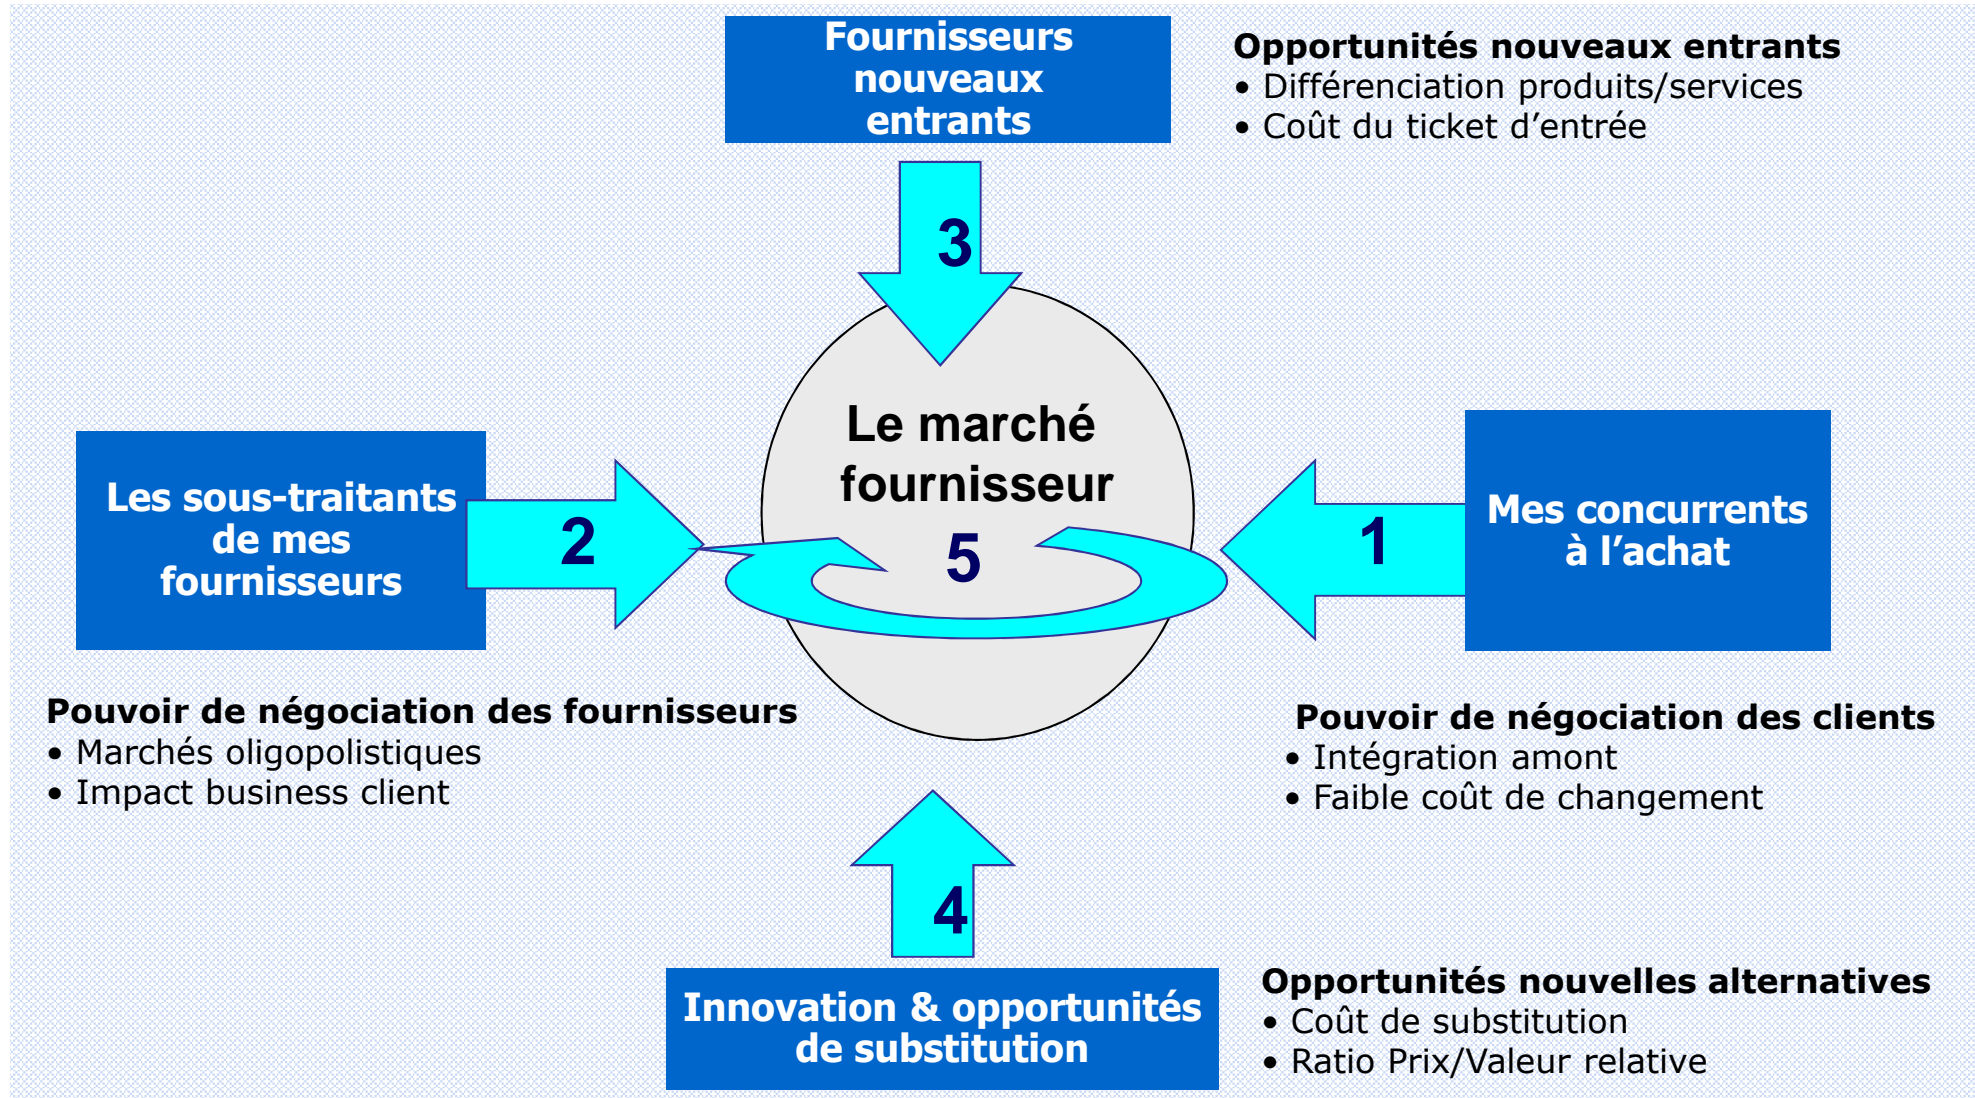 Fournisseurs
nouveaux
entrants
Opportunités nouveaux entrants
• Différenciation produits/services
• Coût du ticket d’entrée
3
Le marché
fournisseur
5
Les sous-traitants
de mes
fournisseurs
2
1
Mes concurrents
à l’achat
Pouvoir de négociation des fournisseurs
• Marchés oligopolistiques
• Impact business client
Pouvoir de négociation des clients
• Intégration amont
• Faible coût de changement
4
Innovation & opportunités
de substitution
Opportunités nouvelles alternatives
• Coût de substitution
• Ratio Prix/Valeur relative